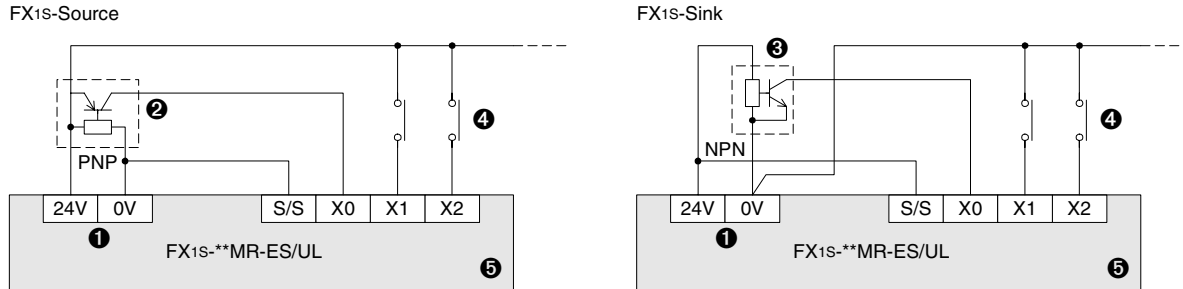 FX1S-Source
❷
❹
PNP
24V 0V S/S X0 X1 X2
❶
FX1S-**MR-ES/UL
❺
FX1S-Sink
❸
❹
NPN
24V 0V S/S X0 X1 X2
❶
FX1S-**MR-ES/UL
❺